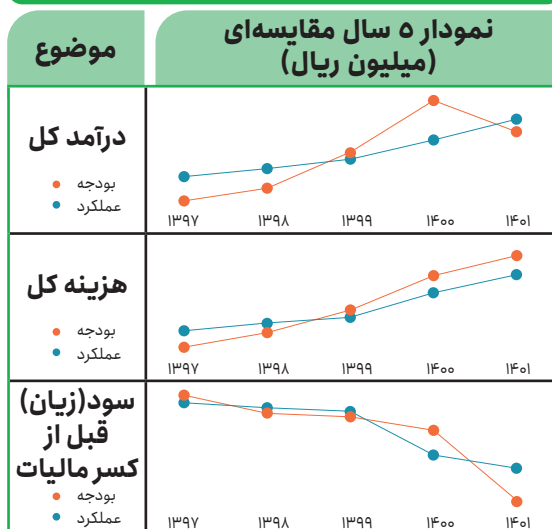 موضوع
نمودار ۵ سال مقایسه‌ای
(میلیون ریال)
درآمد کل
بودجه
عملکرد
۱۳۹۷ ۱۳۹۸ ۱۳۹۹ ۱۴۰۰ ۱۴۰۱
هزینه کل
بودجه
عملکرد
۱۳۹۷ ۱۳۹۸ ۱۳۹۹ ۱۴۰۰ ۱۴۰۱
سود(زیان)
قبل از
کسر مالیات
بودجه
عملکرد
۱۳۹۷ ۱۳۹۸ ۱۳۹۹ ۱۴۰۰ ۱۴۰۱